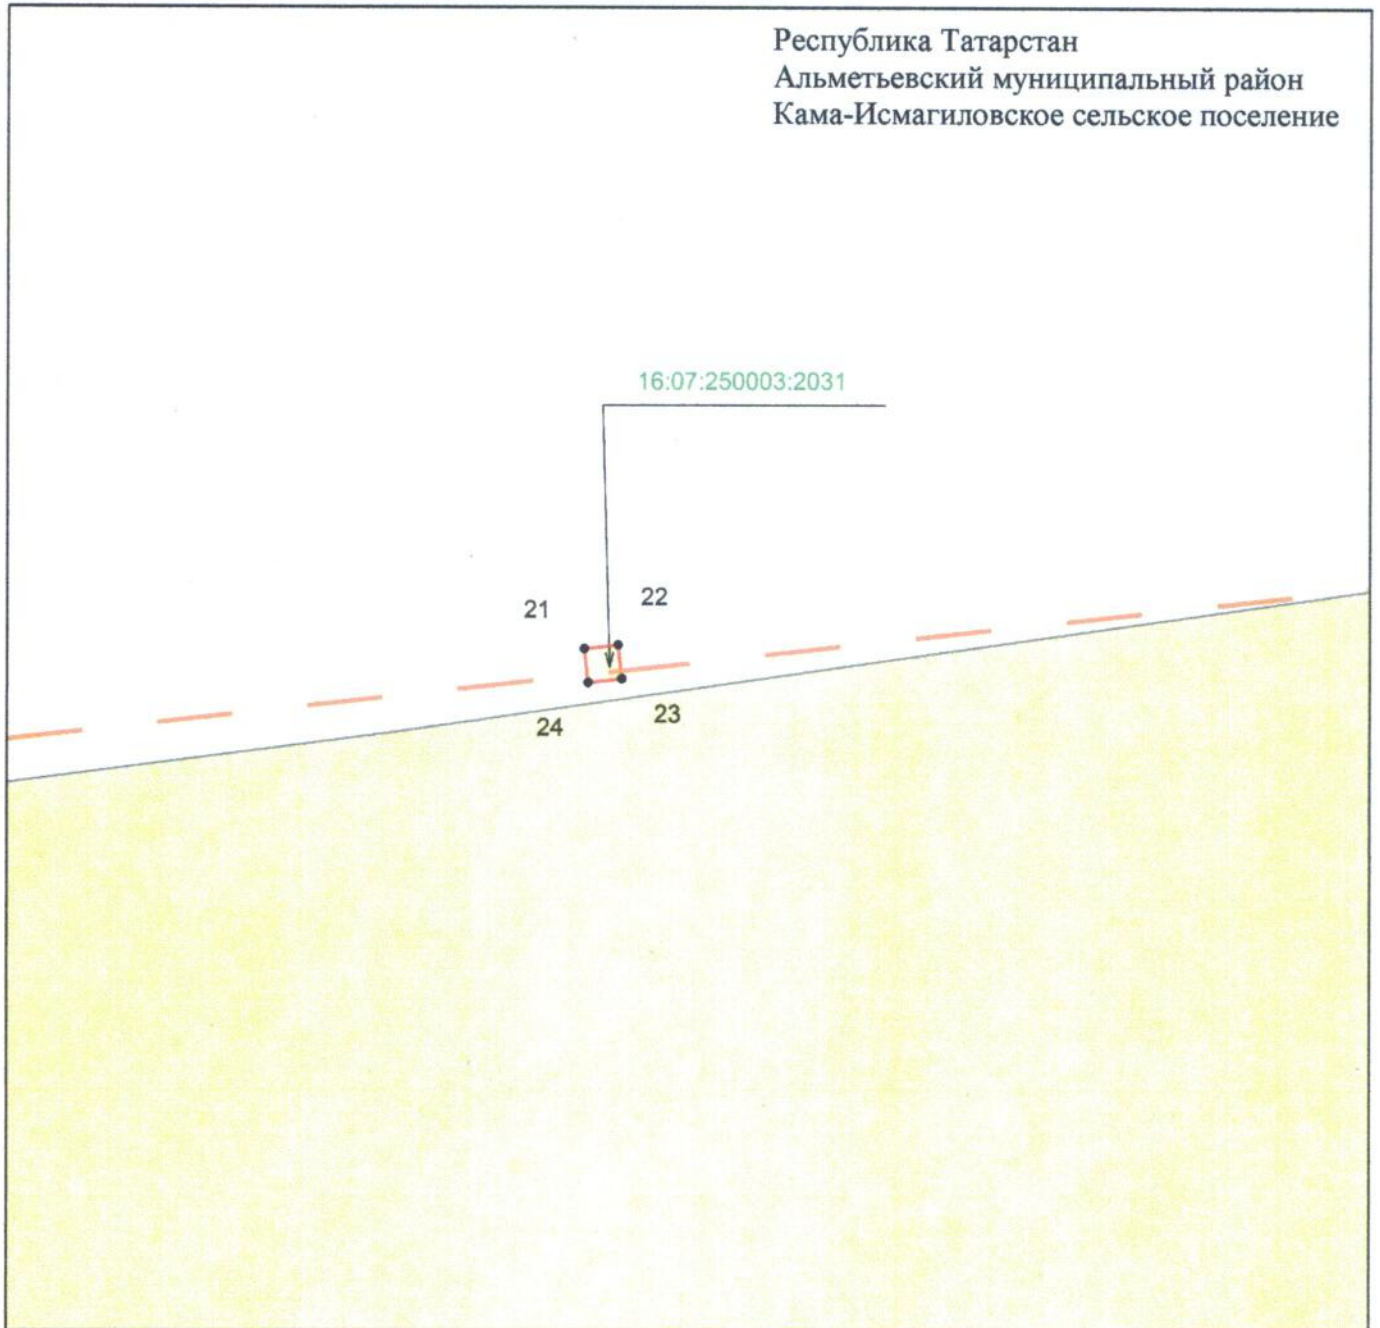 Республика Татарстан
Альметьевский муниципальный район
Кама-Исмагиловское сельское поселение
16:07:250003:2031
21
22
24
23